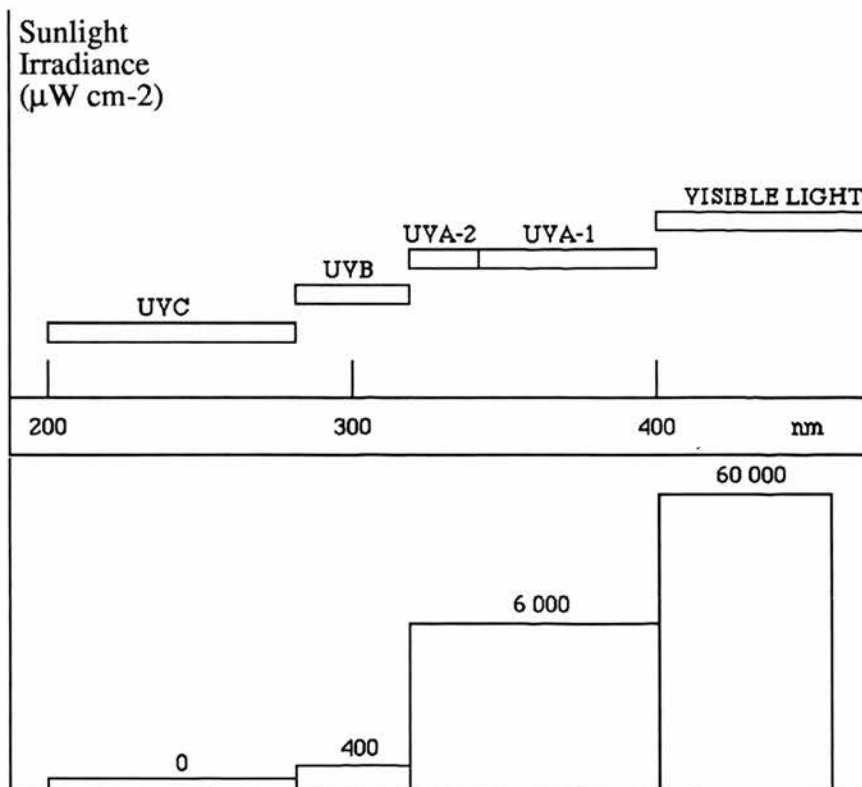 Sunlight
Irradiance
(µW cm-2)
VISIBLE LIGHT
UVA-2 UVA-1
UVB
UVC
200 300 400 nm
60 000
6 000
400
0